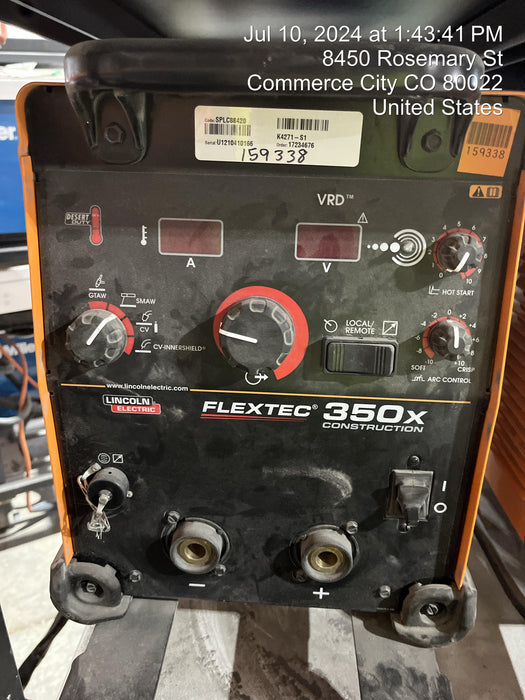 Jul 10, 2024 at 1:43:41 PM
8450 Rosemary St
Commerce City CO 80022
United States
Code: SPLC88420
K4271-S1
Serial: U1210410166
Order: 17234676
159338
159338
VRD™
DESERT DUTY
A
V
HOT START
GTAW
SMAW
CV
CV-INNERSHIELD®
LOCAL/
REMOTE
SOFT
CRISP
ARC CONTROL
www.lincolnelectric.com
LINCOLN
ELECTRIC
FLEXTEC® 350X
CONSTRUCTION
I
O
-
+